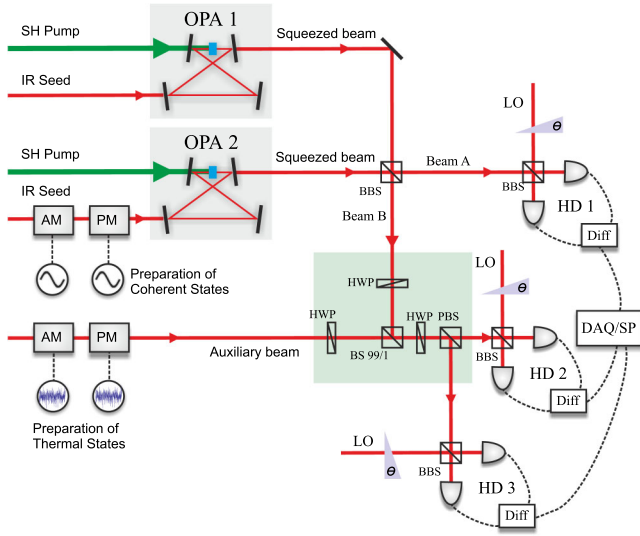 OPA 1
SH Pump
Squeezed beam
IR Seed
LO
θ
OPA 2
SH Pump
Squeezed beam
Beam A
BBS
BBS
IR Seed
HD 1
AM
PM
Beam B
Diff
LO
Preparation of
Coherent States
HWP
θ
HWP
HWP
PBS
DAQ/SP
AM
PM
Auxiliary beam
BS 99/1
BBS
HD 2
Diff
Preparation of
Thermal States
LO
θ
BBS
HD 3
Diff